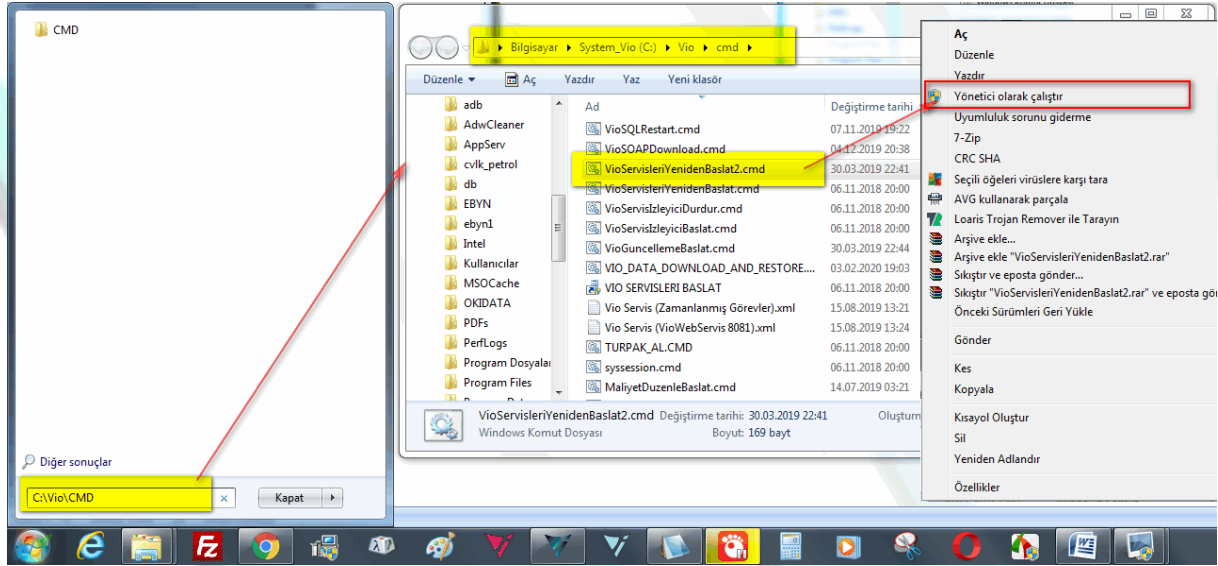 CMD
Diğer sonuçlar
C:\Vio\CMD
Kapat
Bilgisayar System_Vio (C:) Vio cmd
Düzenle Aç Yazdır Yaz Yeni klasör
adb
AdwCleaner
AppServ
cvlk_petrol
db
EBYN
ebyn1
Intel
Kullanıcılar
MSOCache
OKIDATA
PDFs
PerfLogs
Program Dosyaları
Program Files
Ad Değiştirme tarihi
VioSQLRestart.cmd 07.11.2019 19:22
VioSOAPDownload.cmd 04.12.2019 20:38
VioServisleriYenidenBaslat2.cmd 30.03.2019 22:41
VioServisleriYenidenBaslat.cmd 06.11.2018 20:00
VioServisIzleyiciDurdur.cmd 06.11.2018 20:00
VioServisIzleyiciBaslat.cmd 06.11.2018 20:00
VioGuncellemeBaslat.cmd 30.03.2019 22:44
VIO_DATA_DOWNLOAD_AND_RESTORE.... 03.02.2020 19:03
VIO SERVISLERI BASLAT 06.11.2018 20:00
Vio Servis (Zamanlanmış Görevler).xml 15.08.2019 13:21
Vio Servis (VioWebServis 8081).xml 15.08.2019 13:24
TURPAK_AL.CMD 06.11.2018 20:00
syssession.cmd 06.11.2018 20:00
MaliyetDuzenleBaslat.cmd 14.07.2019 03:21
VioServisleriYenidenBaslat2.cmd Değiştirme tarihi: 30.03.2019 22:41 Oluşturn
Windows Komut Dosyası Boyut: 169 bayt
Aç
Düzenle
Yazdır
Yönetici olarak çalıştır
Uyumluluk sorunu giderme
7-Zip
CRC SHA
Seçili öğeleri virüslere karşı tara
AVG kullanarak parçala
Loaris Trojan Remover ile Tarayın
Arşive ekle...
Arşive ekle "VioServisleriYenidenBaslat2.rar"
Sıkıştır ve eposta gönder...
Sıkıştır "VioServisleriYenidenBaslat2.rar" ve eposta gör
Önceki Sürümleri Geri Yükle
Gönder
Kes
Kopyala
Kısayol Oluştur
Sil
Yeniden Adlandır
Özellikler